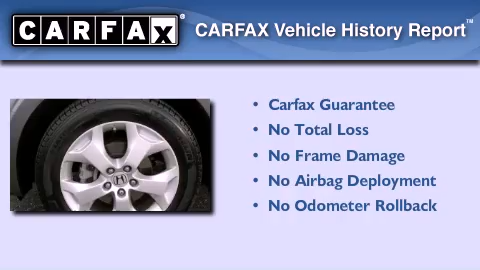 CARFAX® CARFAX Vehicle History Report™
• Carfax Guarantee
• No Total Loss
• No Frame Damage
• No Airbag Deployment
• No Odometer Rollback